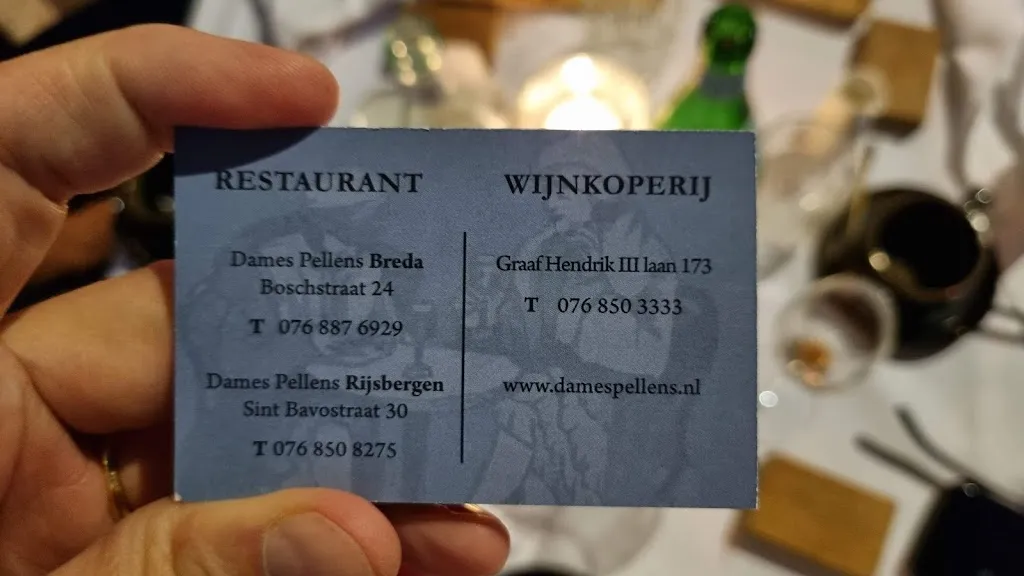 RESTAURANT
Dames Pellens Breda
Boschstraat 24
T 076 887 6929
Dames Pellens Rijsbergen
Sint Bavostraat 30
T 076 850 8275
WIJNKOPERIJ
Graaf Hendrik III laan 173
T 076 850 3333
www.damespellens.nl